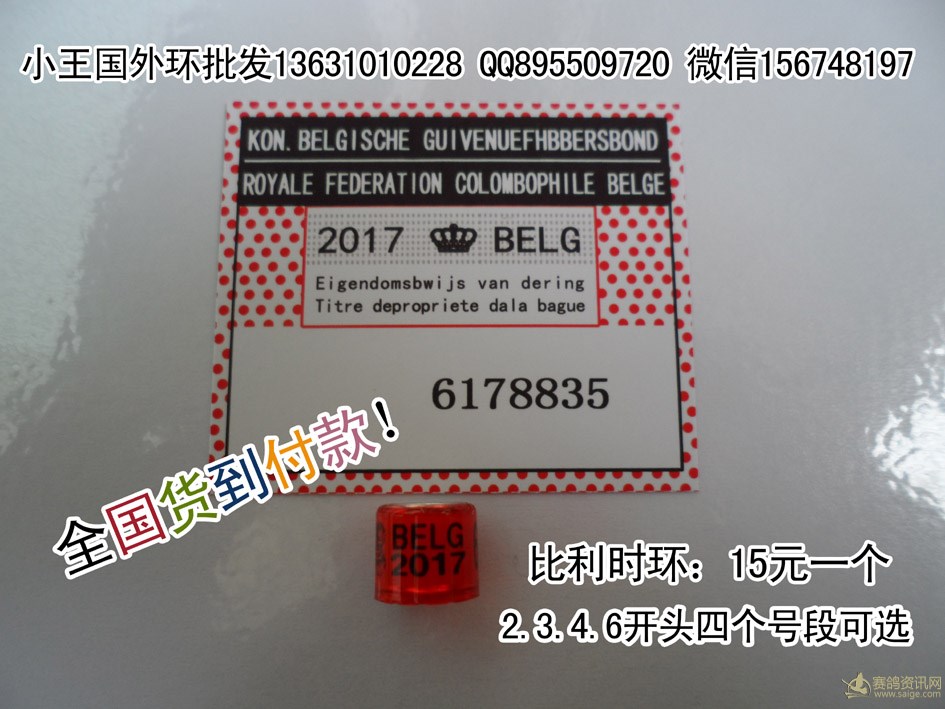 小王国外环批发13631010228 QQ895509720 微信156748197
KON. BELGISCHE GUIVENUEFHBBERSBOND
ROYALE FEDERATION COLOMBOPHILE BELGE
2017 BELG
Eigendomsbwijs van dering
Titre depropriete dala bague
6178835
全国货到付款！
BELG
2017
比利时环：15元一个
2.3.4.6开头四个号段可选
赛鸽资讯网
www.saige.com